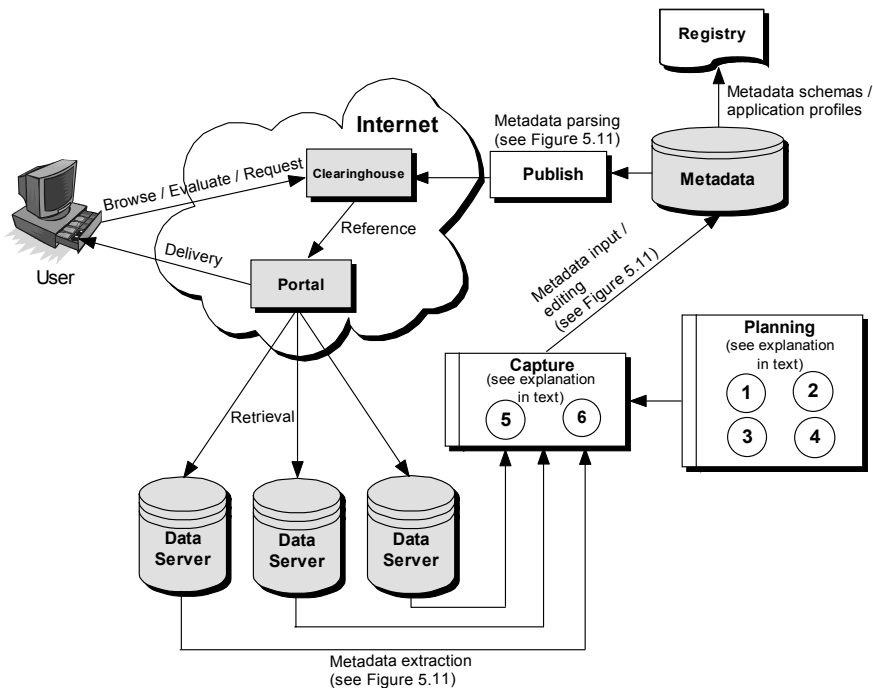 Registry
Metadata schemas /
application profiles
Internet
Metadata parsing
(see Figure 5.11)
Clearinghouse
Publish
Metadata
Browse / Evaluate / Request
Reference
Delivery
User
Portal
Metadata input /
editing
(see Figure 5.11)
Planning
(see explanation
in text)
1
2
3
4
Capture
(see explanation
in text)
5
6
Retrieval
Data
Server
Data
Server
Data
Server
Metadata extraction
(see Figure 5.11)